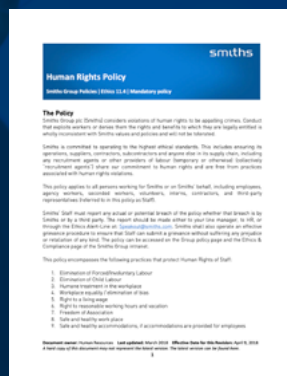 smiths
Human Rights Policy
Smiths Group Policies | Ethics 11.4 | Mandatory policy
The Policy
Smiths Group plc (Smiths) considers violations of human rights to be appalling crimes. Conduct
that exploits workers or denies them the rights and benefits to which they are legally entitled is
wholly inconsistent with Smiths values and policies and will not be tolerated.
Smiths is committed to operating to the highest ethical standards. This includes ensuring its
operations, suppliers, contractors, subcontractors and anyone else in its supply chain, including
any recruitment agents or other providers of labour (temporary or otherwise) (collectively
"recruitment agents") share our commitment to human rights and are free from practices
associated with human rights violations.
This policy applies to all persons working for Smiths or on Smiths' behalf, including employees,
agency workers, seconded workers, volunteers, interns, contractors, and third-party
representatives (referred to in this policy as Staff).
Smiths' Staff must report any actual or potential breach of the policy whether that breach is by
Smiths or by a third party. The report should be made either to your line manager, to HR, or
through the Ethics Alert-Line at: Speakout@smiths.com. Smiths shall also operate an effective
grievance procedure to ensure that Staff can submit a grievance without suffering any prejudice
or retaliation of any kind. The policy can be accessed on the Group policy page and the Ethics &
Compliance page of the Smiths Group intranet.
This policy encompasses the following practices that protect Human Rights of Staff:
1. Elimination of Forced/Involuntary Labour
2. Elimination of Child Labour
3. Humane treatment in the workplace
4. Workplace equality / elimination of bias
5. Right to a living wage
6. Right to reasonable working hours and vacation
7. Freedom of Association
8. Safe and healthy work place
9. Safe and healthy accommodations, if accommodations are provided for employees
Document owner: Human Resources Last updated: March 2018 Effective Date for this Revision: April 9, 2018
A hard copy of this document may not represent the latest version. The latest version can be found here.
1